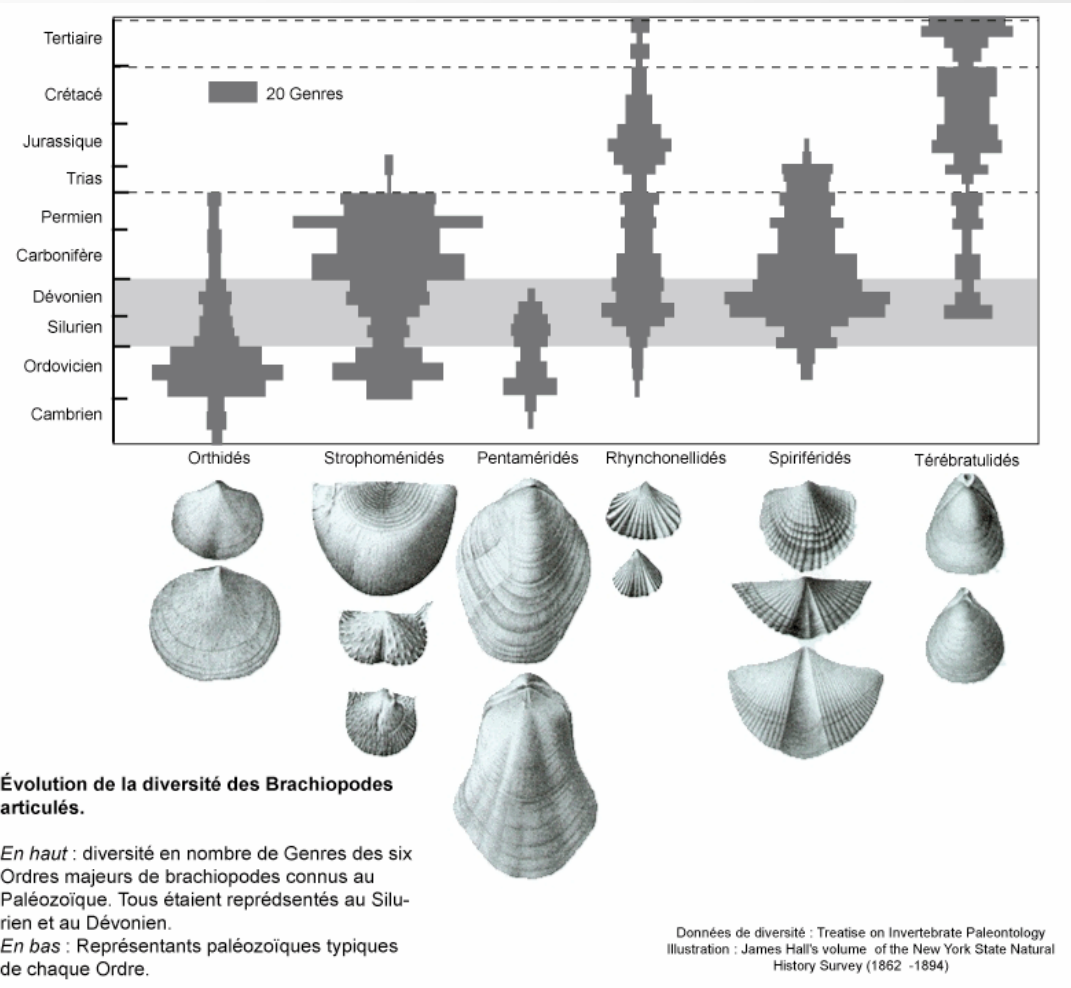 Tertiaire
Crétacé
20 Genres
Jurassique
Trias
Permien
Carbonifère
Dévonien
Silurien
Ordovicien
Cambrien
Orthidés
Strophoménidés
Pentaméridés
Rhynchonellidés
Spiriféridés
Térébratulidés
Évolution de la diversité des Brachiopodes
articulés.
En haut : diversité en nombre de Genres des six
Ordres majeurs de brachiopodes connus au
Paléozoïque. Tous étaient reprédsentés au Silu-
rien et au Dévonien.
En bas : Représentants paléozoïques typiques
de chaque Ordre.
Données de diversité : Treatise on Invertebrate Paleontology
Illustration : James Hall's volume of the New York State Natural
History Survey (1862 -1894)